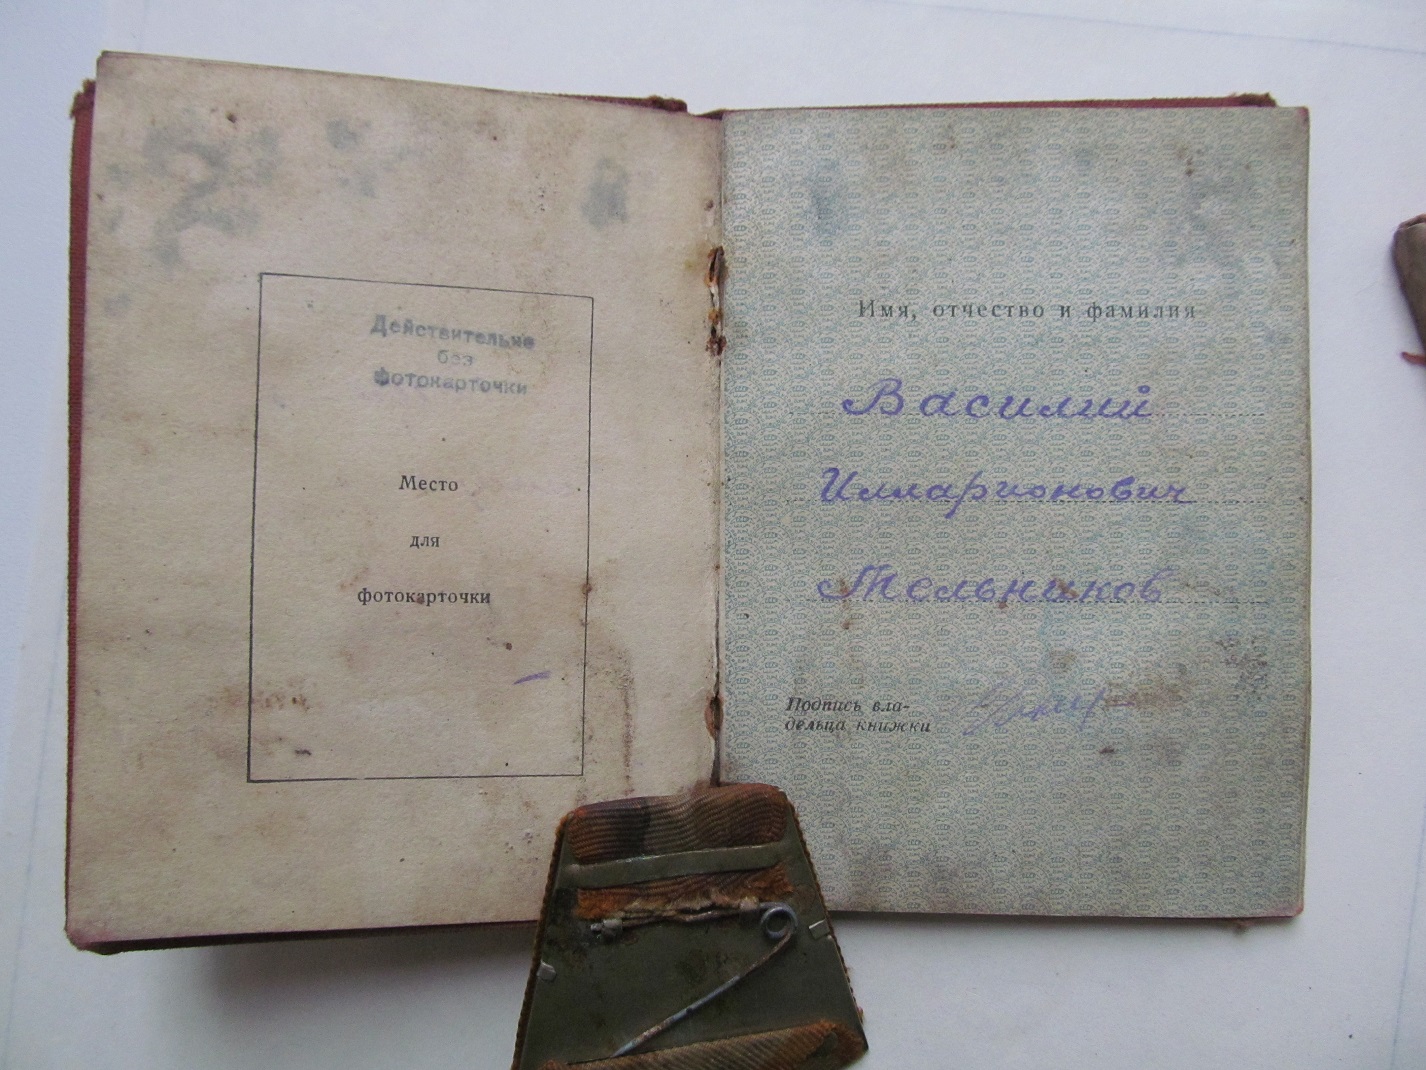 Действительно
без
фотокарточки
Место
для
фотокарточки
Имя, отчество и фамилия
Василий
Илларионович
Мельников
Подпись вла-
дельца книжки